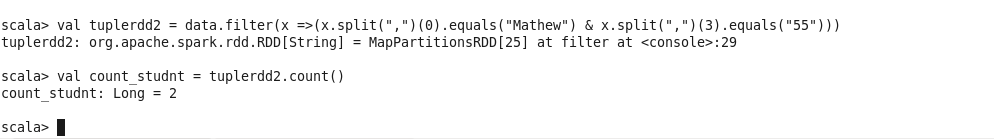 scala> val tuplerdd2 = data.filter(x =>(x.split(",")(0).equals("Mathew") & x.split(",")(3).equals("55")))
tuplerdd2: org.apache.spark.rdd.RDD[String] = MapPartitionsRDD[25] at filter at <console>:29
scala> val count_studnt = tuplerdd2.count()
count_studnt: Long = 2
scala>